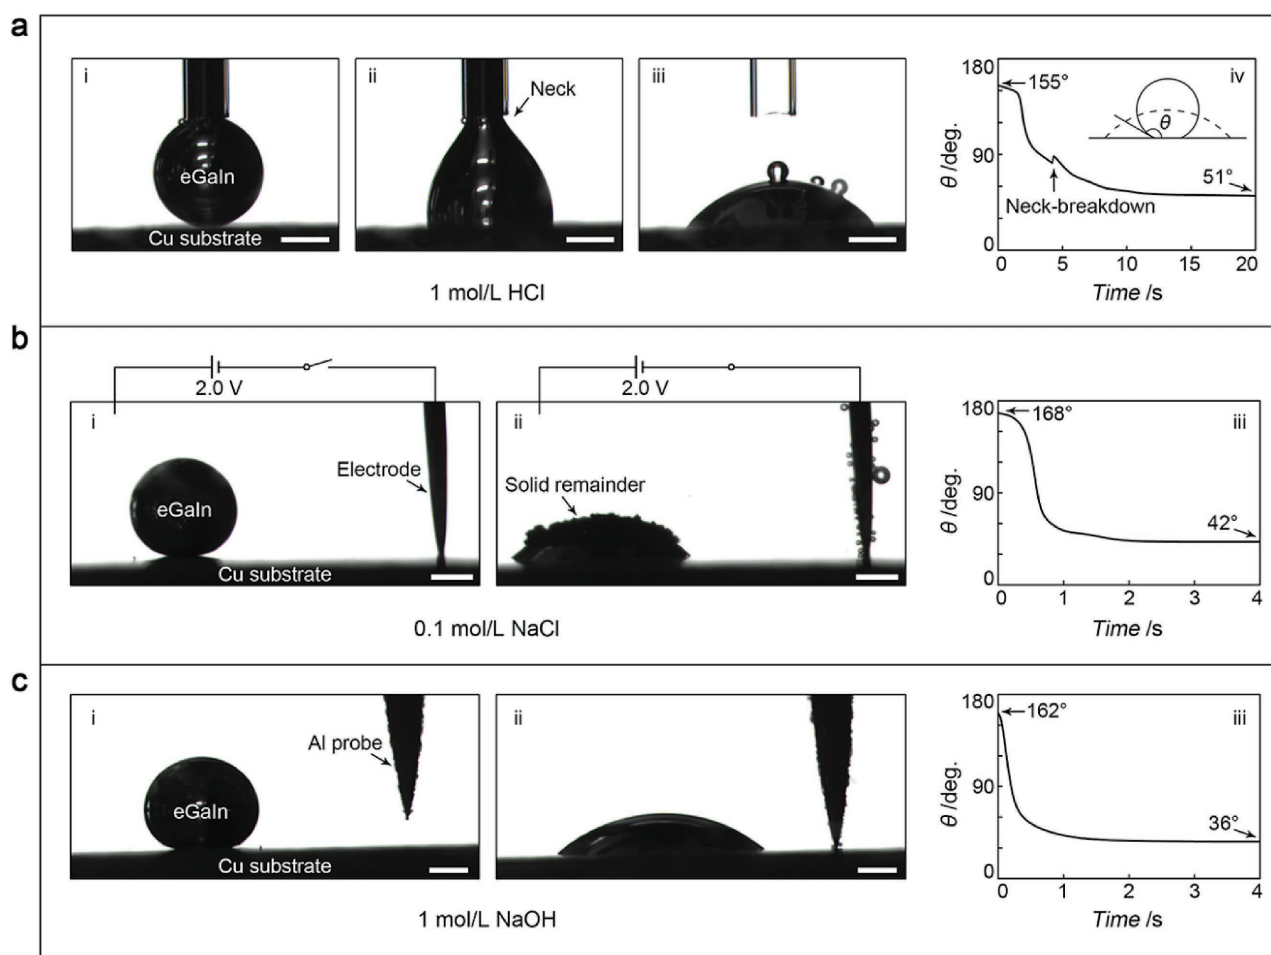 a
i
eGaIn
Cu substrate
ii
Neck
iii
1 mol/L HCl
iv
180
90
0
θ /deg.
155°
θ
51°
Neck-breakdown
0 5 10 15 20
Time /s
b
2.0 V
i
eGaIn
Electrode
Cu substrate
2.0 V
ii
Solid remainder
0.1 mol/L NaCl
iii
180
90
0
θ /deg.
168°
42°
0 1 2 3 4
Time /s
c
i
eGaIn
Al probe
Cu substrate
ii
1 mol/L NaOH
iii
180
90
0
θ /deg.
162°
36°
0 1 2 3 4
Time /s